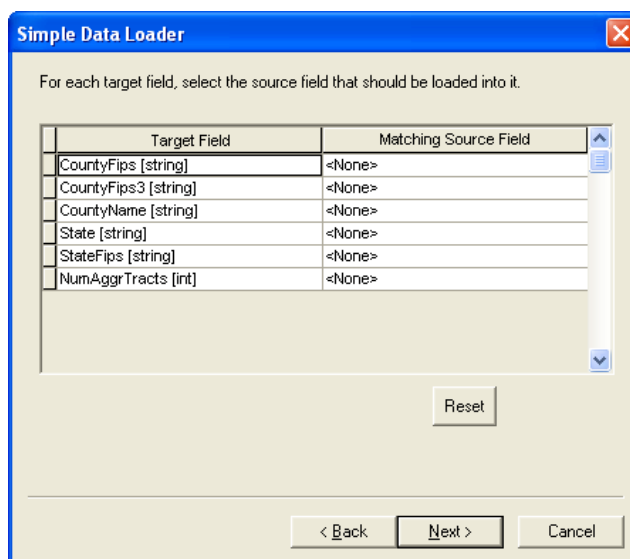 Simple Data Loader
For each target field, select the source field that should be loaded into it.
Target Field Matching Source Field
CountyFips [string] <None>
CountyFips3 [string] <None>
CountyName [string] <None>
State [string] <None>
StateFips [string] <None>
NumAggrTracts [int] <None>
Reset
< Back Next > Cancel